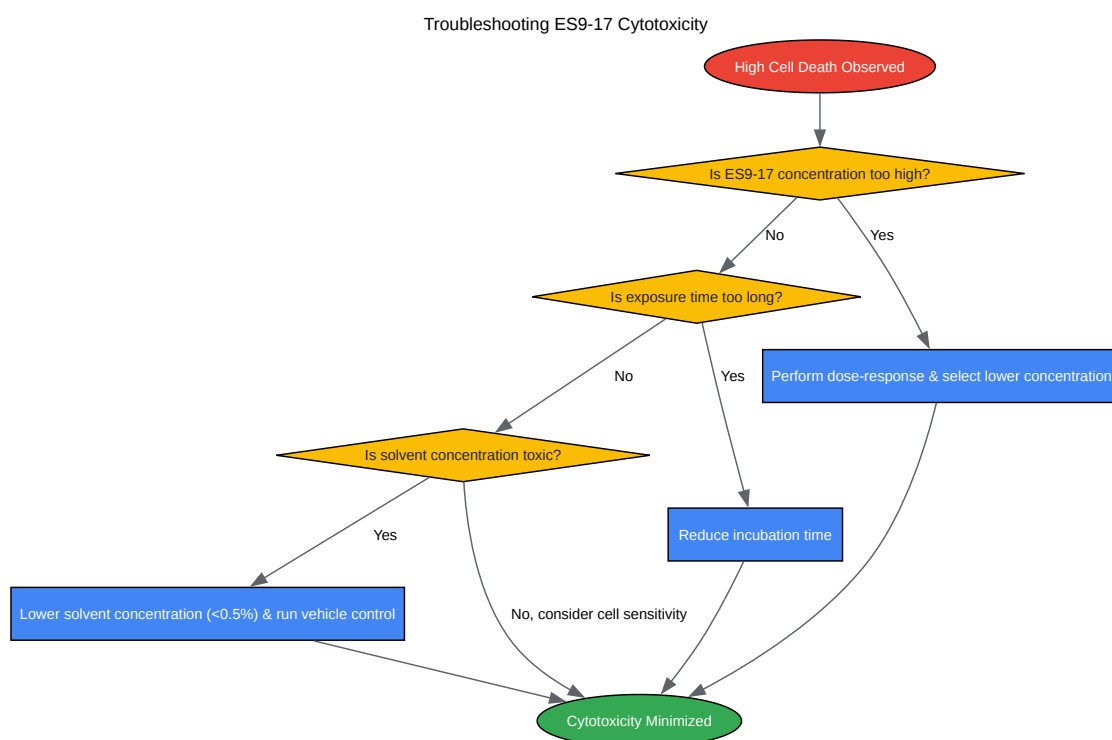 Troubleshooting ES9-17 Cytotoxicity
High Cell Death Observed
Is ES9-17 concentration too high?
No
Yes
Is exposure time too long?
No
Yes
Perform dose-response & select lower concentration
Is solvent concentration toxic?
Yes
Reduce incubation time
Lower solvent concentration (<0.5%) & run vehicle control
No, consider cell sensitivity
Cytotoxicity Minimized